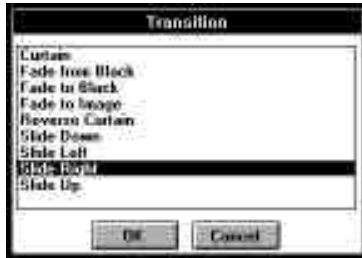 Transition
Curtain
Fade from Black
Fade to Black
Fade to Image
Reverse Curtain
Slide Down
Slide Left
Slide Right
Slide Up
OK
Cancel